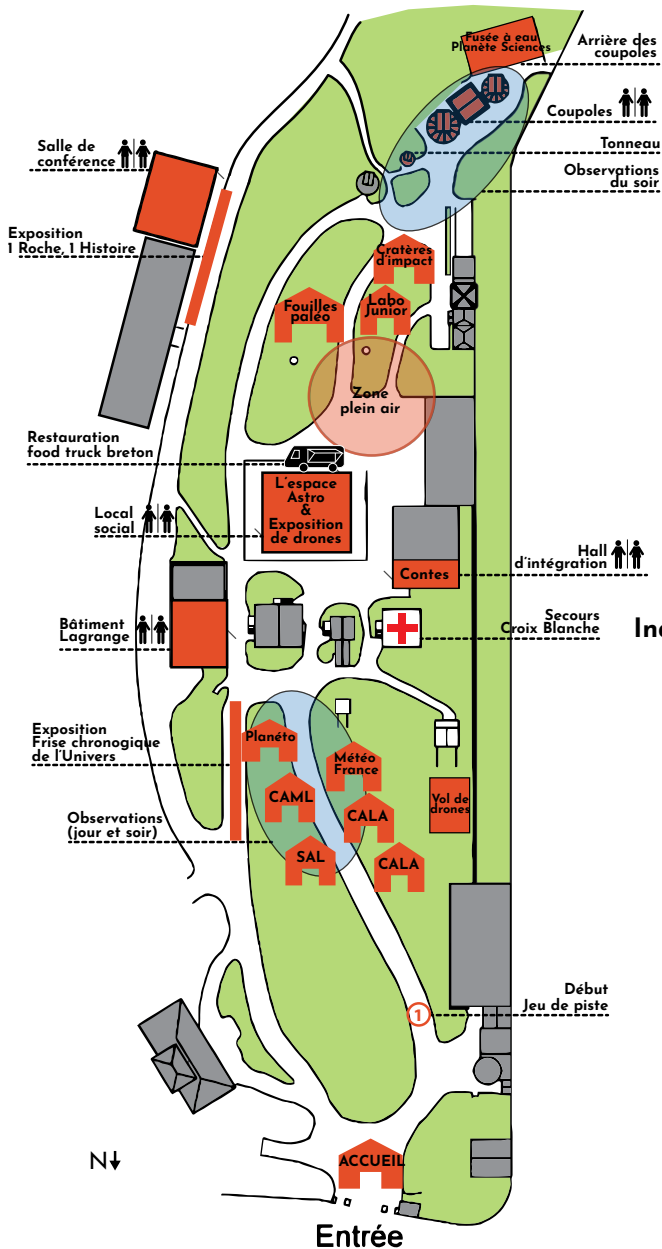 Fusée à eau
Planète Sciences
Arrière des
coupoles
Coupoles
Tonneau
Observations
du soir
Salle de
conférence
Exposition
1 Roche, 1 Histoire
Cratères
d'impact
Fouilles
paléo
Labo
Junior
Zone
plein air
Restauration
food truck breton
L'espace
Astro
&
Exposition
de drones
Local
social
Contes
Hall
d'intégration
Bâtiment
Lagrange
Secours
Croix Blanche
Exposition
Frise chronogique
de l'Univers
Planéto
Météo
France
CAML
CALA
Vol de
drones
Observations
(jour et soir)
SAL
CALA
Début
Jeu de piste
1
N
ACCUEIL
Entrée